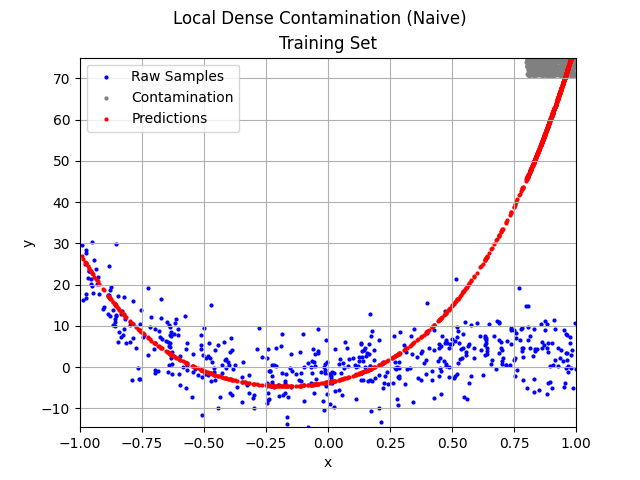 Local Dense Contamination (Naive)
Training Set
Raw Samples
Contamination
Predictions
y
70
60
50
40
30
20
10
0
−10
−1.00 −0.75 −0.50 −0.25 0.00 0.25 0.50 0.75 1.00
x